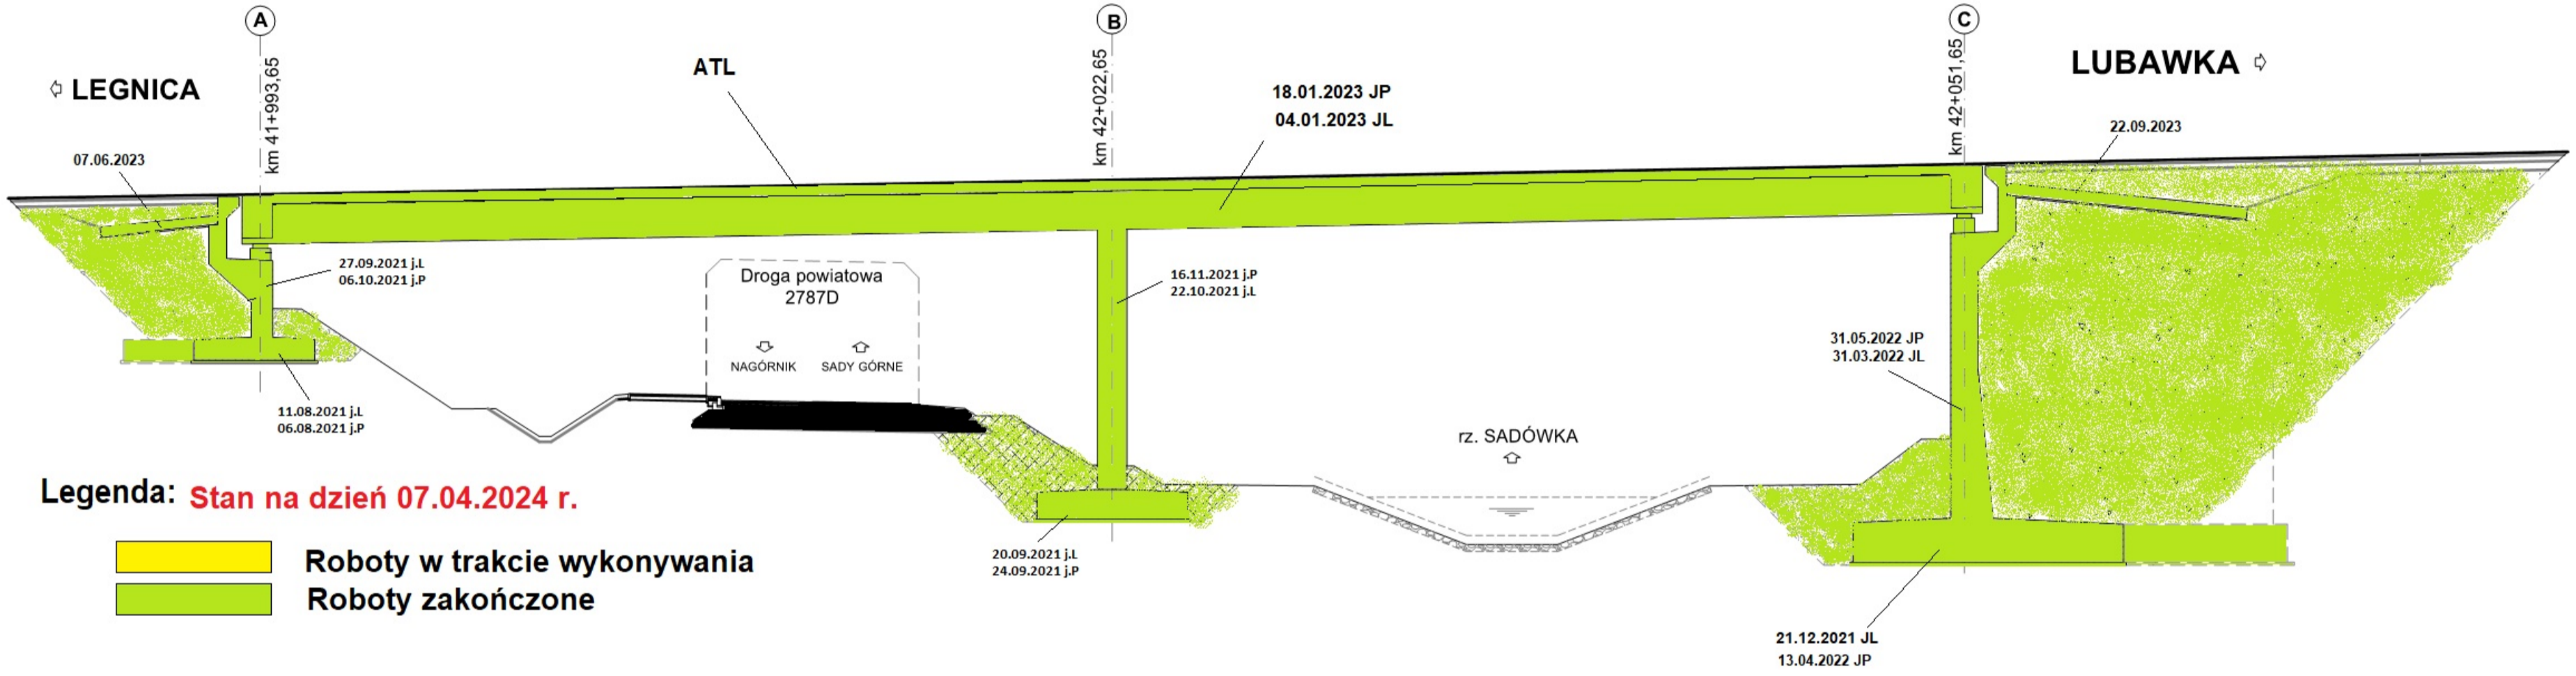 A
B
C
km 41+993,65
km 42+022,65
km 42+051,65
LEGNICA
ATL
LUBAWKA
18.01.2023 JP
04.01.2023 JL
07.06.2023
22.09.2023
27.09.2021 j.L
06.10.2021 j.P
Droga powiatowa
2787D
NAGÓRNIK SADY GÓRNE
16.11.2021 j.P
22.10.2021 j.L
31.05.2022 JP
31.03.2022 JL
11.08.2021 j.L
06.08.2021 j.P
rz. SADÓWKA
Legenda: Stan na dzień 07.04.2024 r.
Roboty w trakcie wykonywania
Roboty zakończone
20.09.2021 j.L
24.09.2021 j.P
21.12.2021 JL
13.04.2022 JP